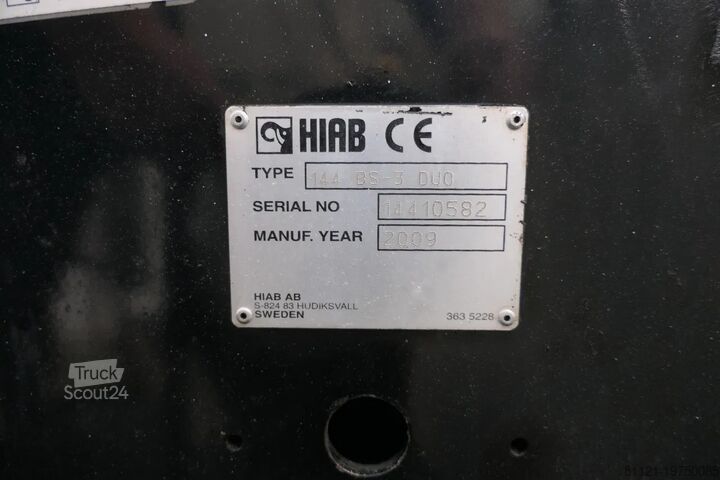 HIAB CE
TYPE 144 BS-3 DUO
SERIAL NO 14410582
MANUF. YEAR 2009
HIAB AB
S-824 83 HUDIKSVALL
SWEDEN 363 5228
Truck
Scout24